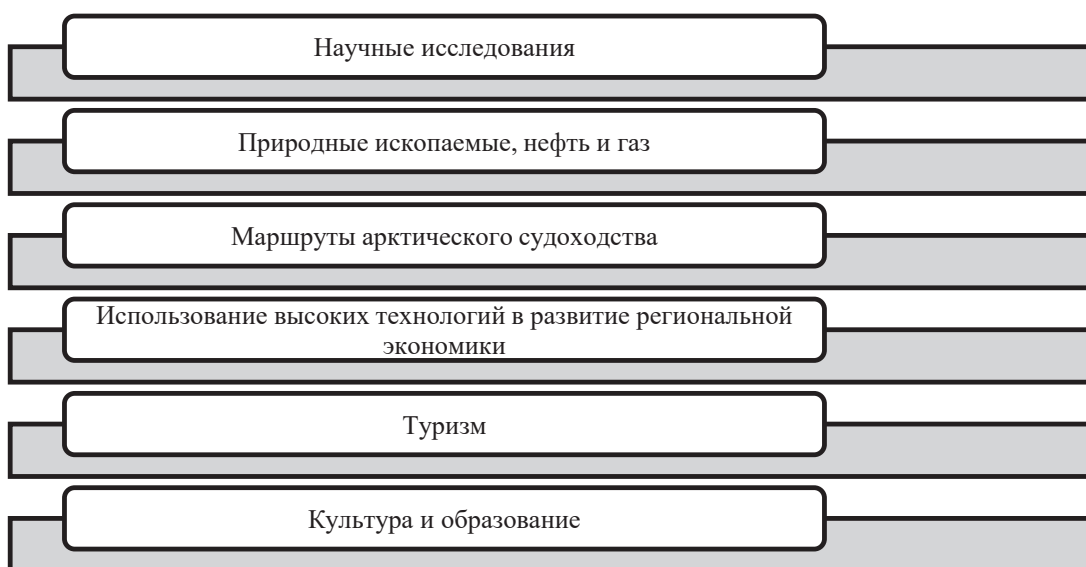 Научные исследования
Природные ископаемые, нефть и газ
Маршруты арктического судоходства
Использование высоких технологий в развитие региональной
экономики
Туризм
Культура и образование